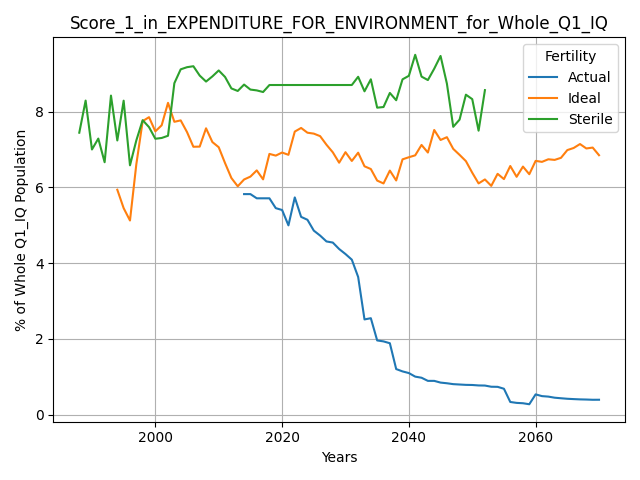 Score_1_in_EXPENDITURE_FOR_ENVIRONMENT_for_Whole_Q1_IQ
Fertility
Actual
Ideal
Sterile
% of Whole Q1_IQ Population
8
6
4
2
0
2000
2020
2040
2060
Years